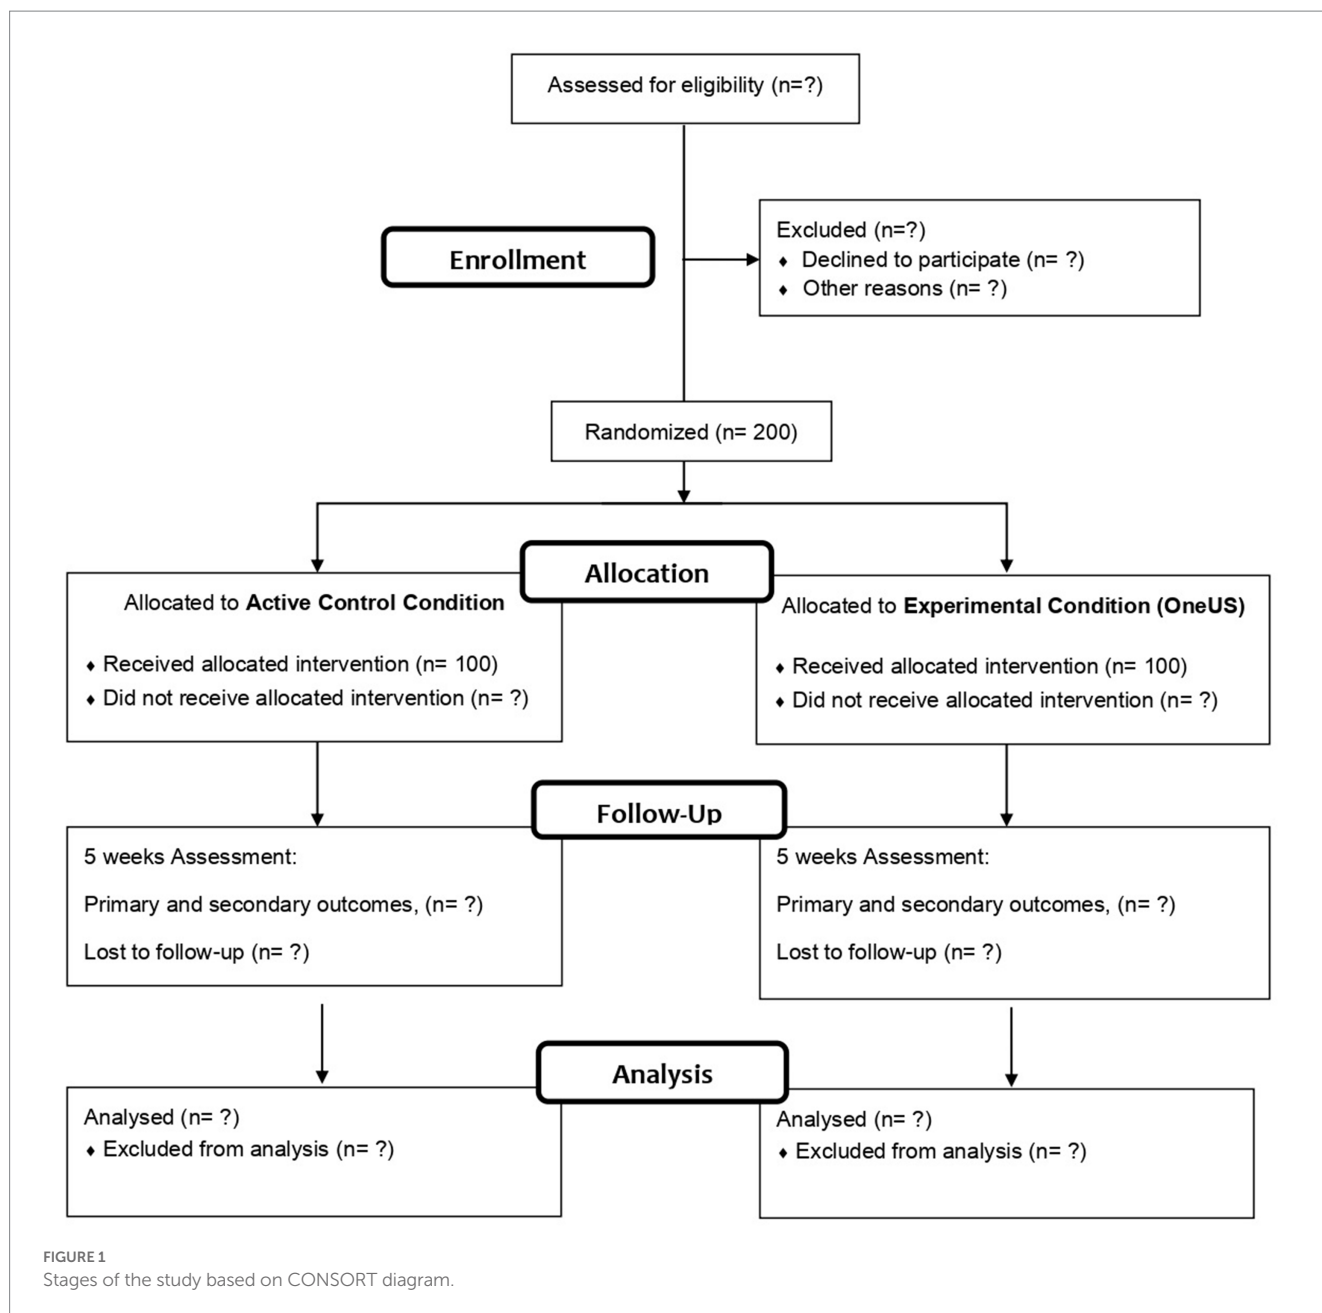 Assessed for eligibility (n=?)
Enrollment
Excluded (n=?)
♦ Declined to participate (n= ?)
♦ Other reasons (n= ?)
Randomized (n= 200)
Allocation
Allocated to Active Control Condition
♦ Received allocated intervention (n= 100)
♦ Did not receive allocated intervention (n= ?)
Allocated to Experimental Condition (OneUS)
♦ Received allocated intervention (n= 100)
♦ Did not receive allocated intervention (n= ?)
Follow-Up
5 weeks Assessment:
Primary and secondary outcomes, (n= ?)
Lost to follow-up (n= ?)
5 weeks Assessment:
Primary and secondary outcomes, (n= ?)
Lost to follow-up (n= ?)
Analysis
Analysed (n= ?)
♦ Excluded from analysis (n= ?)
Analysed (n= ?)
♦ Excluded from analysis (n= ?)
FIGURE 1
Stages of the study based on CONSORT diagram.